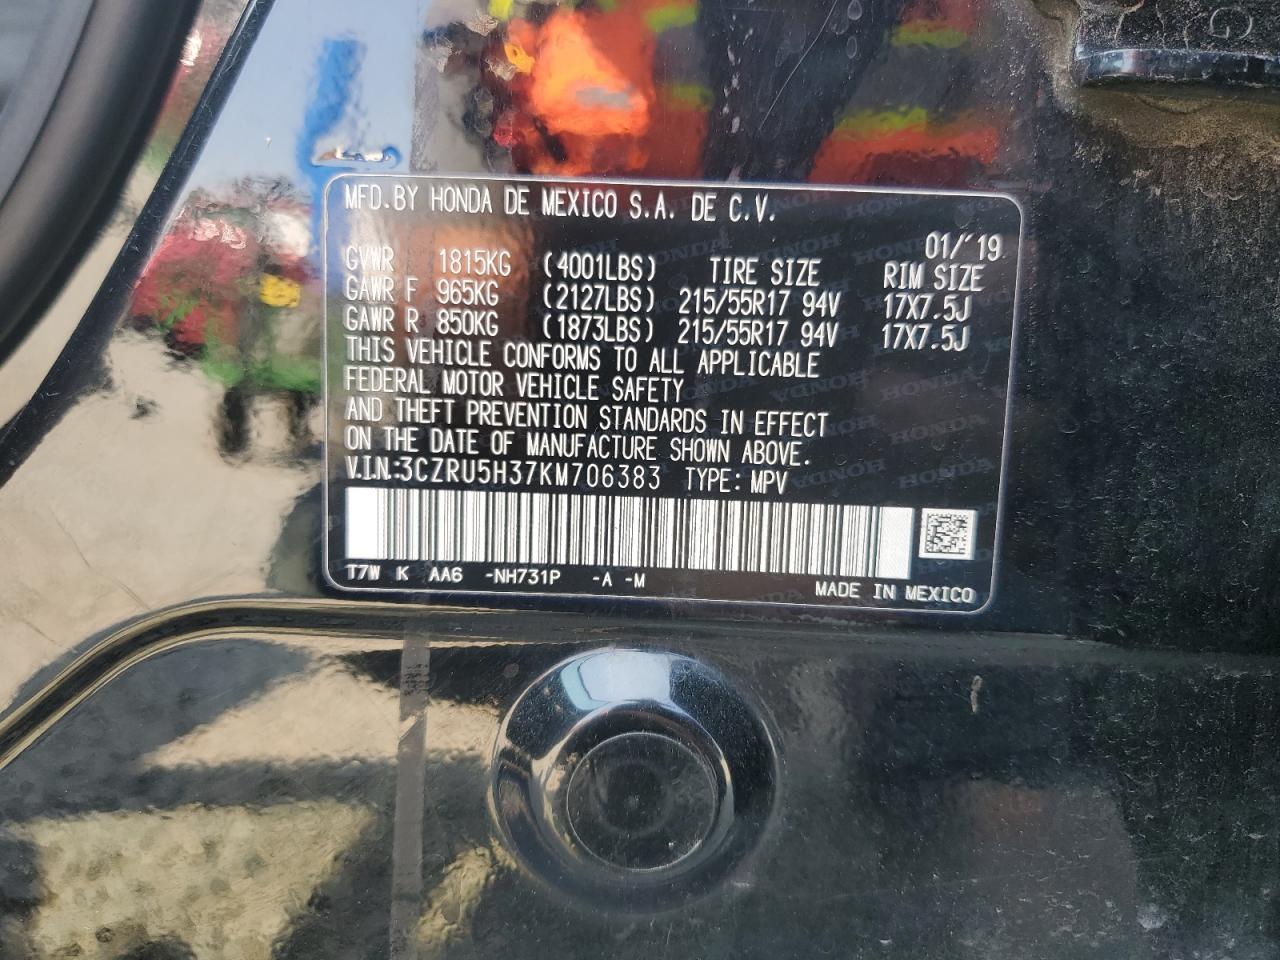 MFD.BY HONDA DE MEXICO S.A. DE C.V.
01/'19
GVWR 1815KG (4001LBS) TIRE SIZE RIM SIZE
GAWR F 965KG (2127LBS) 215/55R17 94V 17X7.5J
GAWR R 850KG (1873LBS) 215/55R17 94V 17X7.5J
THIS VEHICLE CONFORMS TO ALL APPLICABLE
FEDERAL MOTOR VEHICLE SAFETY
AND THEFT PREVENTION STANDARDS IN EFFECT
ON THE DATE OF MANUFACTURE SHOWN ABOVE.
V.I.N:3CZRU5H37KM706383 TYPE: MPV
T7W K AA6 -NH731P -A -M
MADE IN MEXICO